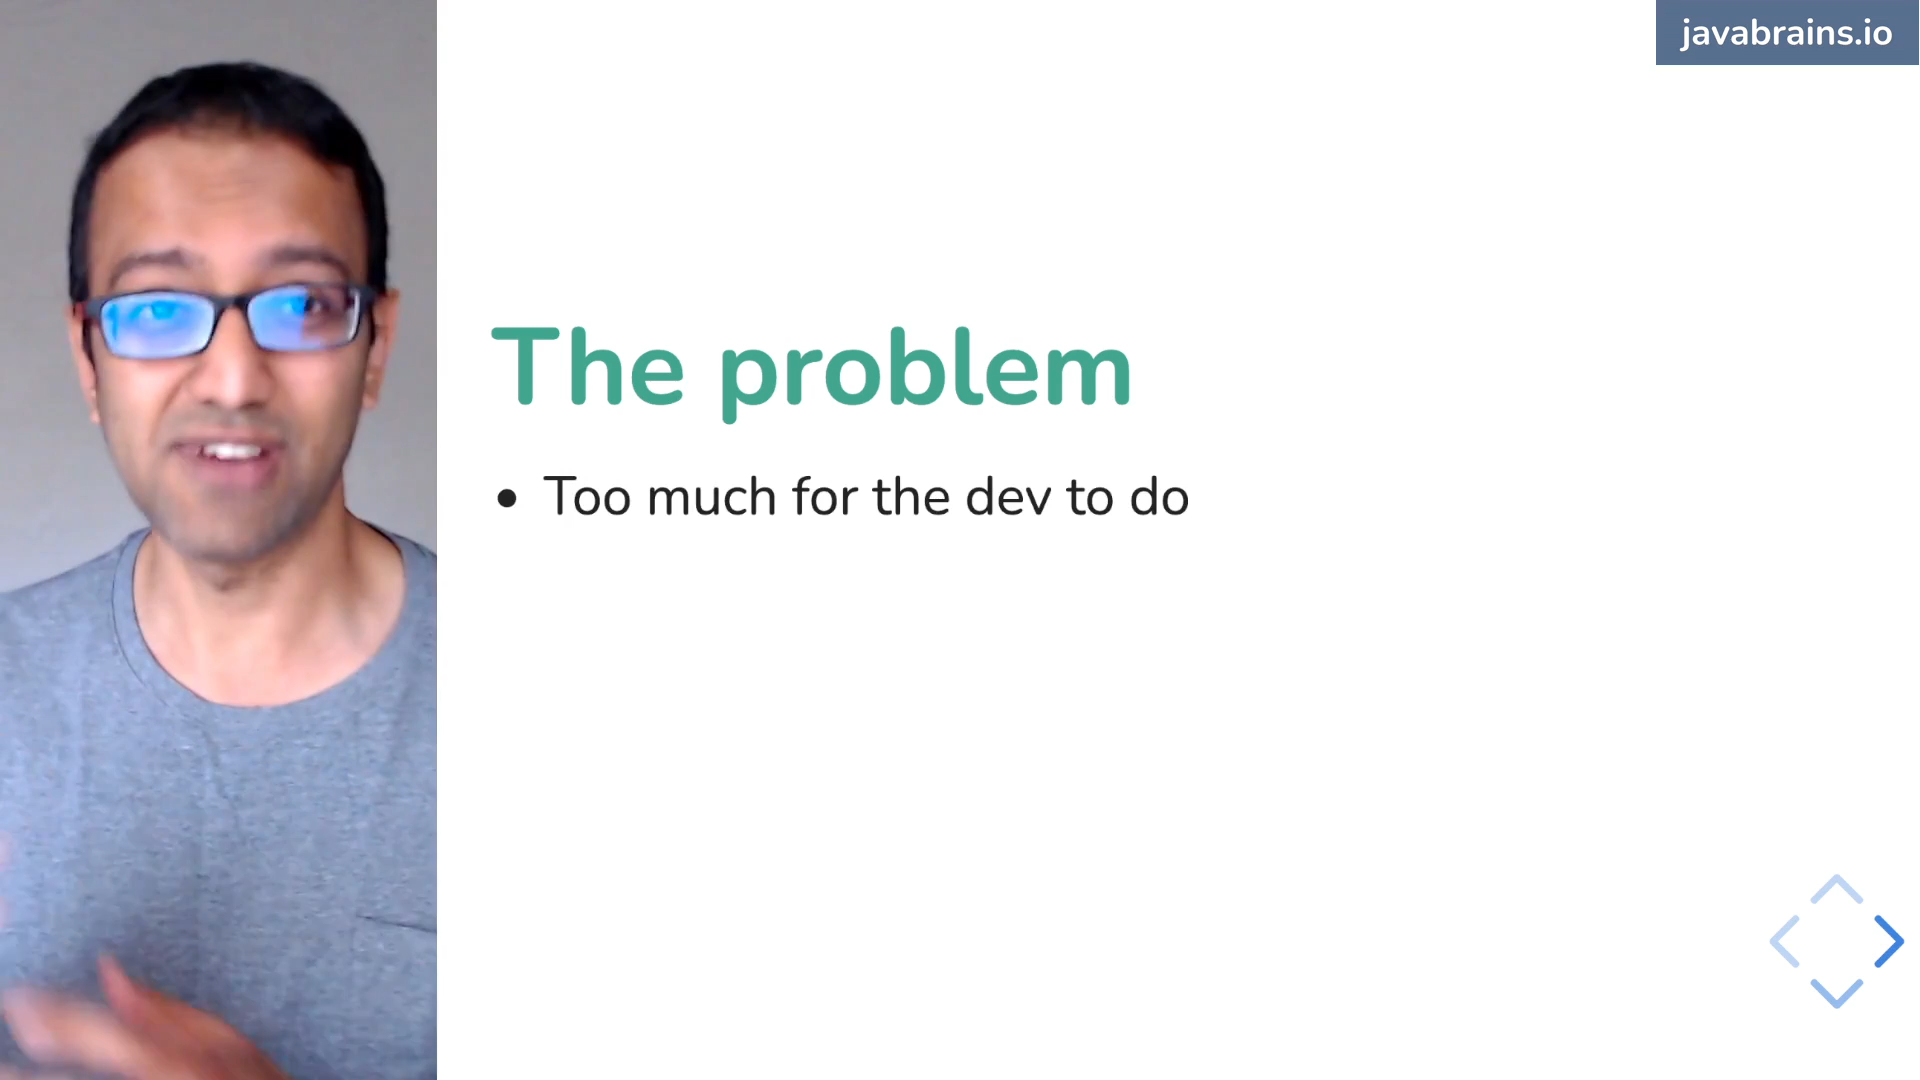 javabrains.io
The problem
• Too much for the dev to do